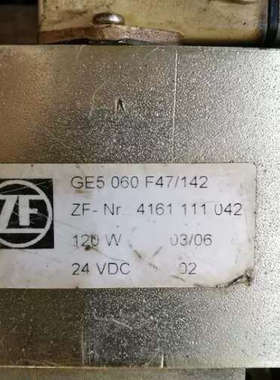 GE5 060 F47/142
ZF
ZF-Nr 4161 111 042
120 W 03/06
24 VDC 02